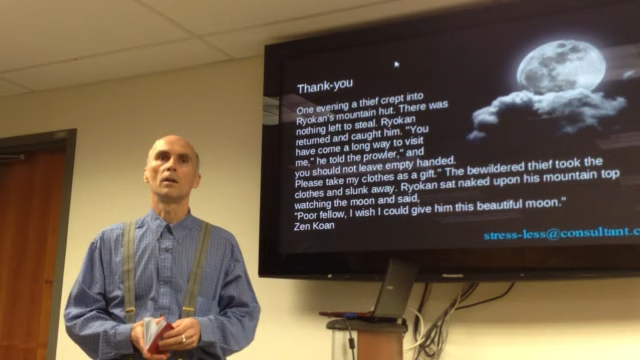 Thank-you
One evening a thief crept into
Ryokan's mountain hut. There was
nothing left to steal. Ryokan
returned and caught him. "You
have come a long way to visit
me," he told the prowler," and
you should not leave empty handed.
Please take my clothes as a gift." The bewildered thief took the
clothes and slunk away. Ryokan sat naked upon his mountain top
watching the moon and said,
"Poor fellow, I wish I could give him this beautiful moon."
Zen Koan
stress-less@consultant.c
Panasonic